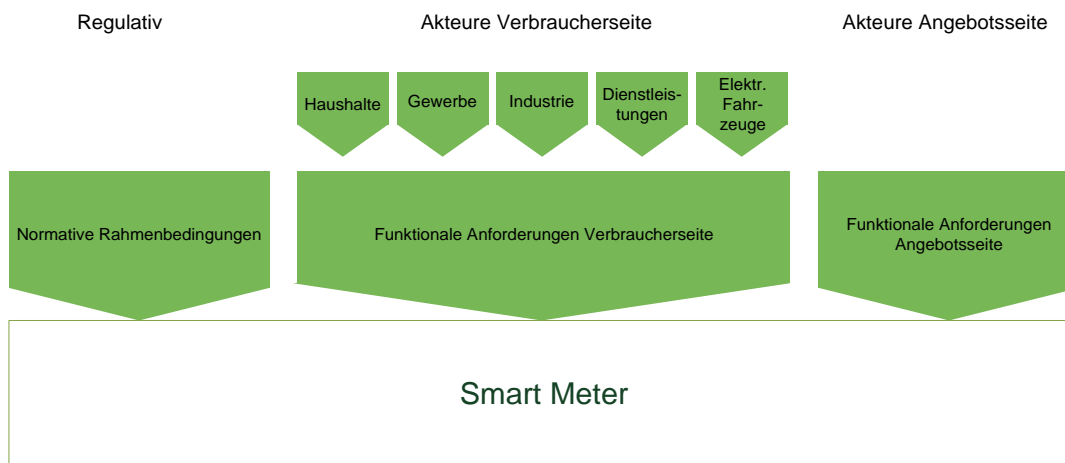 Regulativ
Akteure Verbraucherseite
Akteure Angebotsseite
Haushalte
Gewerbe
Industrie
Dienstleis-
tungen
Elektr.
Fahr-
zeuge
Normative Rahmenbedingungen
Funktionale Anforderungen Verbraucherseite
Funktionale Anforderungen
Angebotsseite
Smart Meter